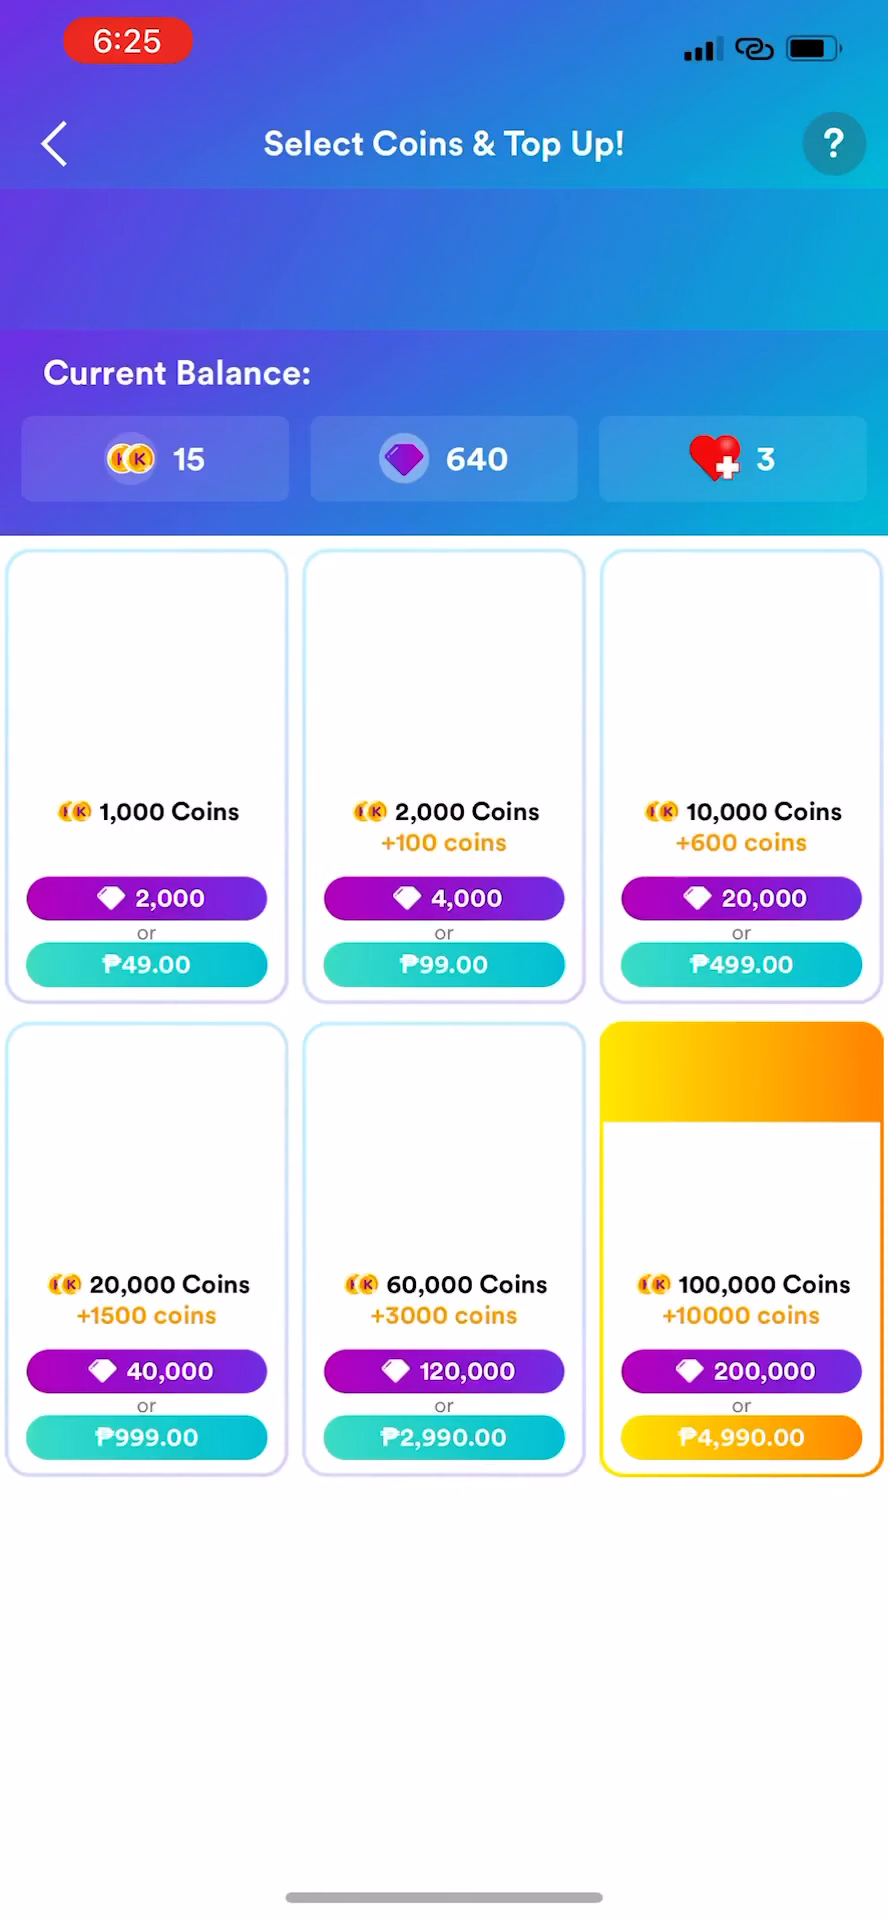 6:25
Select Coins & Top Up!
?
Current Balance:
15 640 3
1,000 Coins
2,000
or
₱49.00
2,000 Coins
+100 coins
4,000
or
₱99.00
10,000 Coins
+600 coins
20,000
or
₱499.00
20,000 Coins
+1500 coins
40,000
or
₱999.00
60,000 Coins
+3000 coins
120,000
or
₱2,990.00
100,000 Coins
+10000 coins
200,000
or
₱4,990.00